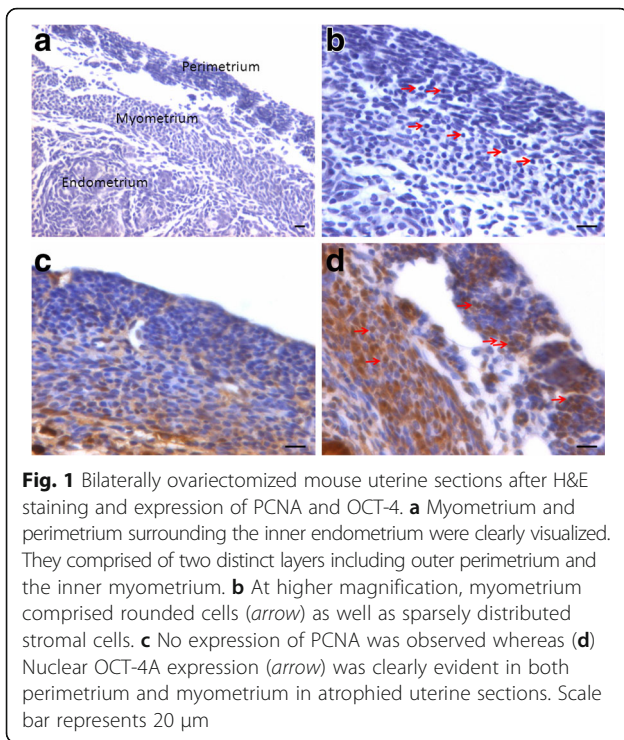 a
Perimetrium
Myometrium
Endometrium
b
c
d
Fig. 1 Bilaterally ovariectomized mouse uterine sections after H&E
staining and expression of PCNA and OCT-4. a Myometrium and
perimetrium surrounding the inner endometrium were clearly visualized.
They comprised of two distinct layers including outer perimetrium and
the inner myometrium. b At higher magnification, myometrium
comprised rounded cells (arrow) as well as sparsely distributed
stromal cells. c No expression of PCNA was observed whereas (d)
Nuclear OCT-4A expression (arrow) was clearly evident in both
perimetrium and myometrium in atrophied uterine sections. Scale
bar represents 20 μm